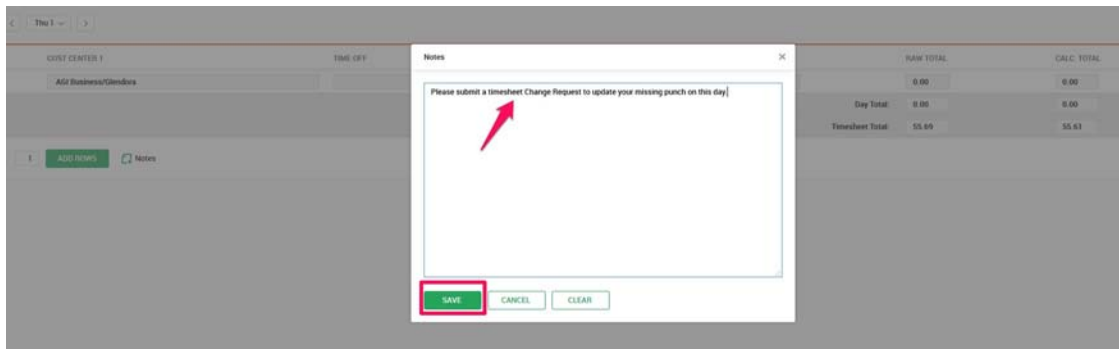 Thu 1
COST CENTER 1 TIME OFF RAW TOTAL CALC. TOTAL
Notes
AGI Business/Glendora 0.00 0.00
Please submit a timesheet Change Request to update your missing punch on this day.
Day Total: 0.00 0.00
Timesheet Total: 55.69 55.63
1 ADD ROWS Notes
SAVE CANCEL CLEAR